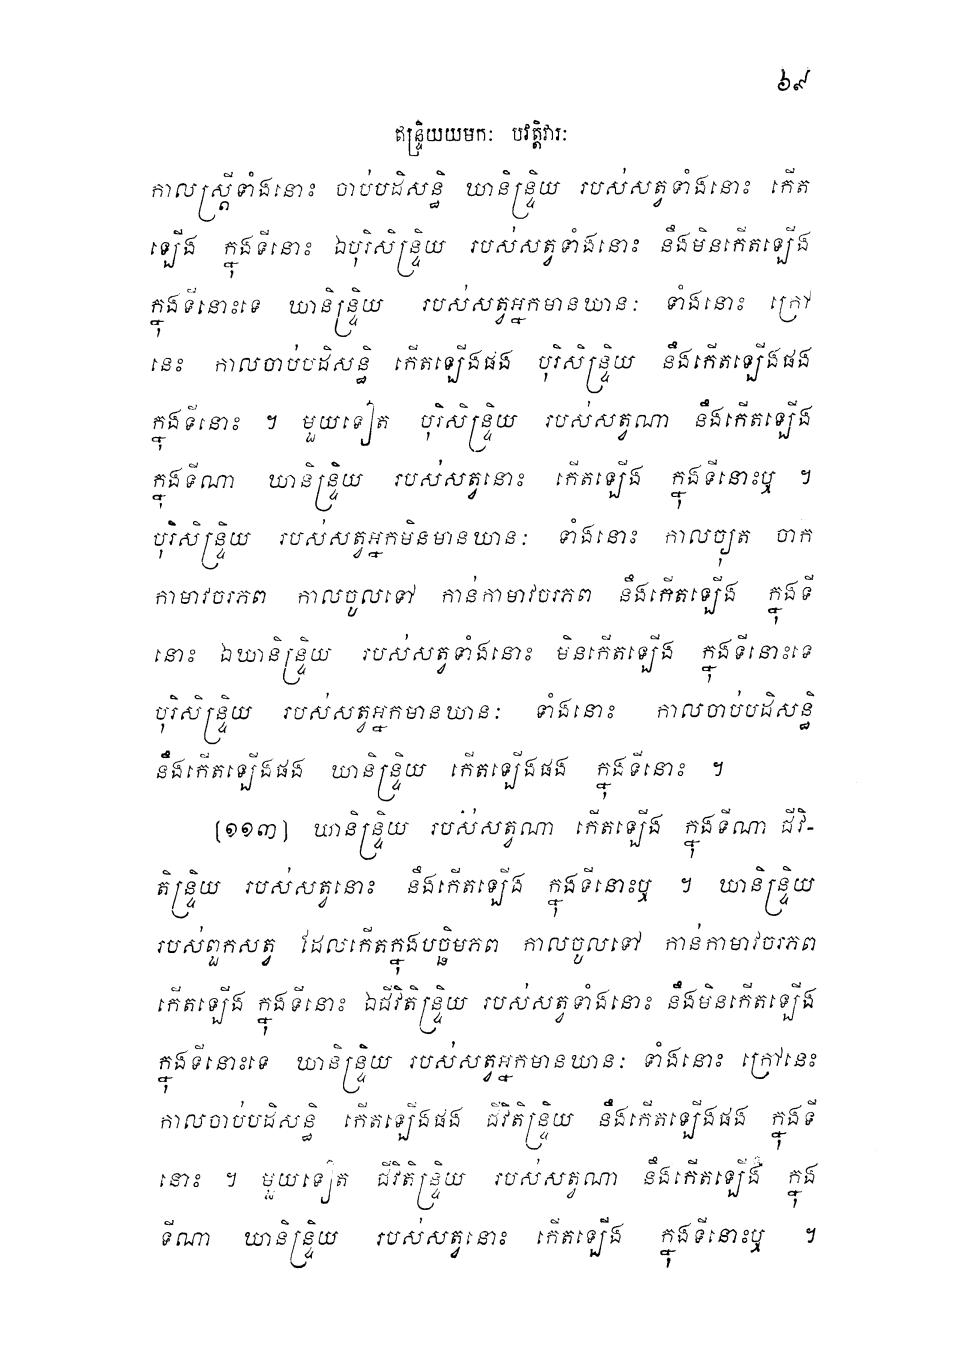 ៦៩
ឥន្ទ្រិយយមកៈ បវត្តិវារៈ
កាលស្រ្តីទាំងនោះ ចាប់បដិសន្ធិ ឃានិន្ទ្រិយ របស់សត្វទាំងនោះ កើត
ឡើង ក្នុងទីនោះ ឯបុរិសិន្ទ្រិយ របស់សត្វទាំងនោះ នឹងមិនកើតឡើង
ក្នុងទីនោះទេ ឃានិន្ទ្រិយ របស់សត្វអ្នកមានឃានៈ ទាំងនោះ ក្រៅ
នេះ កាលចាប់បដិសន្ធិ កើតឡើងផង បុរិសិន្ទ្រិយ នឹងកើតឡើងផង
ក្នុងទីនោះ ។ មួយទៀត បុរិសិន្ទ្រិយ របស់សត្វណា នឹងកើតឡើង
ក្នុងទីណា ឃានិន្ទ្រិយ របស់សត្វនោះ កើតឡើង ក្នុងទីនោះឬ ។
បុរិសិន្ទ្រិយ របស់សត្វអ្នកមិនមានឃានៈ ទាំងនោះ កាលច្យុត ចាក
កាមាវចរភព កាលចូលទៅ កាន់កាមាវចរភព នឹងកើតឡើង ក្នុងទី
នោះ ឯឃានិន្ទ្រិយ របស់សត្វទាំងនោះ មិនកើតឡើង ក្នុងទីនោះទេ
បុរិសិន្ទ្រិយ របស់សត្វអ្នកមានឃានៈ ទាំងនោះ កាលចាប់បដិសន្ធិ
នឹងកើតឡើងផង ឃានិន្ទ្រិយ កើតឡើងផង ក្នុងទីនោះ ។
(១១៣) ឃានិន្ទ្រិយ របស់សត្វណា កើតឡើង ក្នុងទីណា ជីវិ-
តិន្ទ្រិយ របស់សត្វនោះ នឹងកើតឡើង ក្នុងទីនោះឬ ។ ឃានិន្ទ្រិយ
របស់ពួកសត្វ ដែលកើតក្នុងបច្ឆិមភព កាលចូលទៅ កាន់កាមាវចរភព
កើតឡើង ក្នុងទីនោះ ឯជីវិតិន្ទ្រិយ របស់សត្វទាំងនោះ នឹងមិនកើតឡើង
ក្នុងទីនោះទេ ឃានិន្ទ្រិយ របស់សត្វអ្នកមានឃានៈ ទាំងនោះ ក្រៅនេះ
កាលចាប់បដិសន្ធិ កើតឡើងផង ជីវិតិន្ទ្រិយ នឹងកើតឡើងផង ក្នុងទី
នោះ ។ មួយទៀត ជីវិតិន្ទ្រិយ របស់សត្វណា នឹងកើតឡើង ក្នុង
ទីណា ឃានិន្ទ្រិយ របស់សត្វនោះ កើតឡើង ក្នុងទីនោះឬ ។